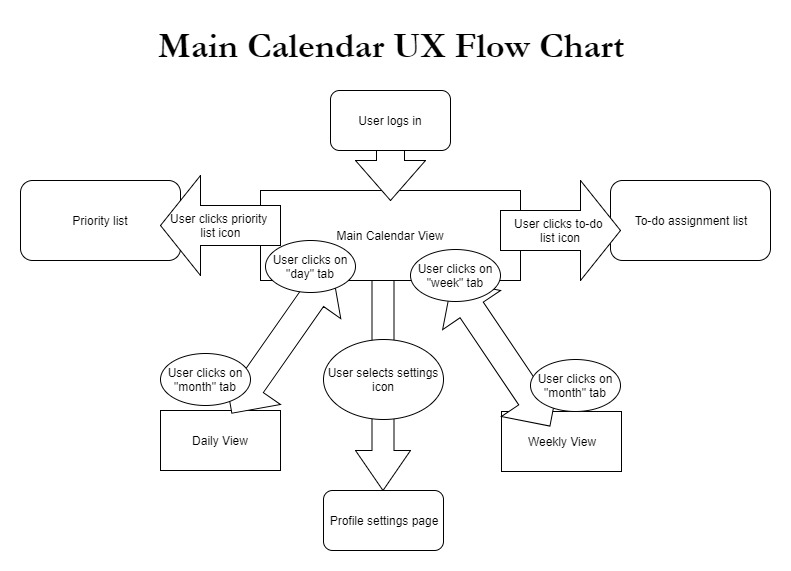 Main Calendar UX Flow Chart
User logs in
Priority list
User clicks priority
list icon
Main Calendar View
User clicks to-do
list icon
To-do assignment list
User clicks on
"day" tab
User clicks on
"week" tab
User clicks on
"month" tab
User selects settings
icon
User clicks on
"month" tab
Daily View
Weekly View
Profile settings page